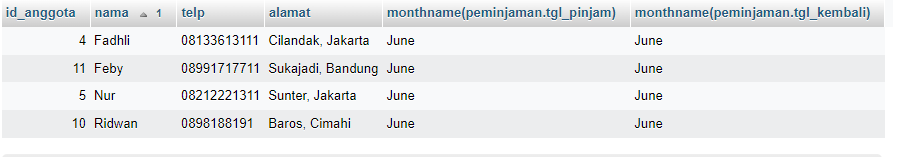 id_anggota nama 1 telp alamat monthname(peminjaman.tgl_pinjam) monthname(peminjaman.tgl_kembali)
4 Fadhli 08133613111 Cilandak, Jakarta June June
11 Feby 08991717711 Sukajadi, Bandung June June
5 Nur 08212221311 Sunter, Jakarta June June
10 Ridwan 0898188191 Baros, Cimahi June June